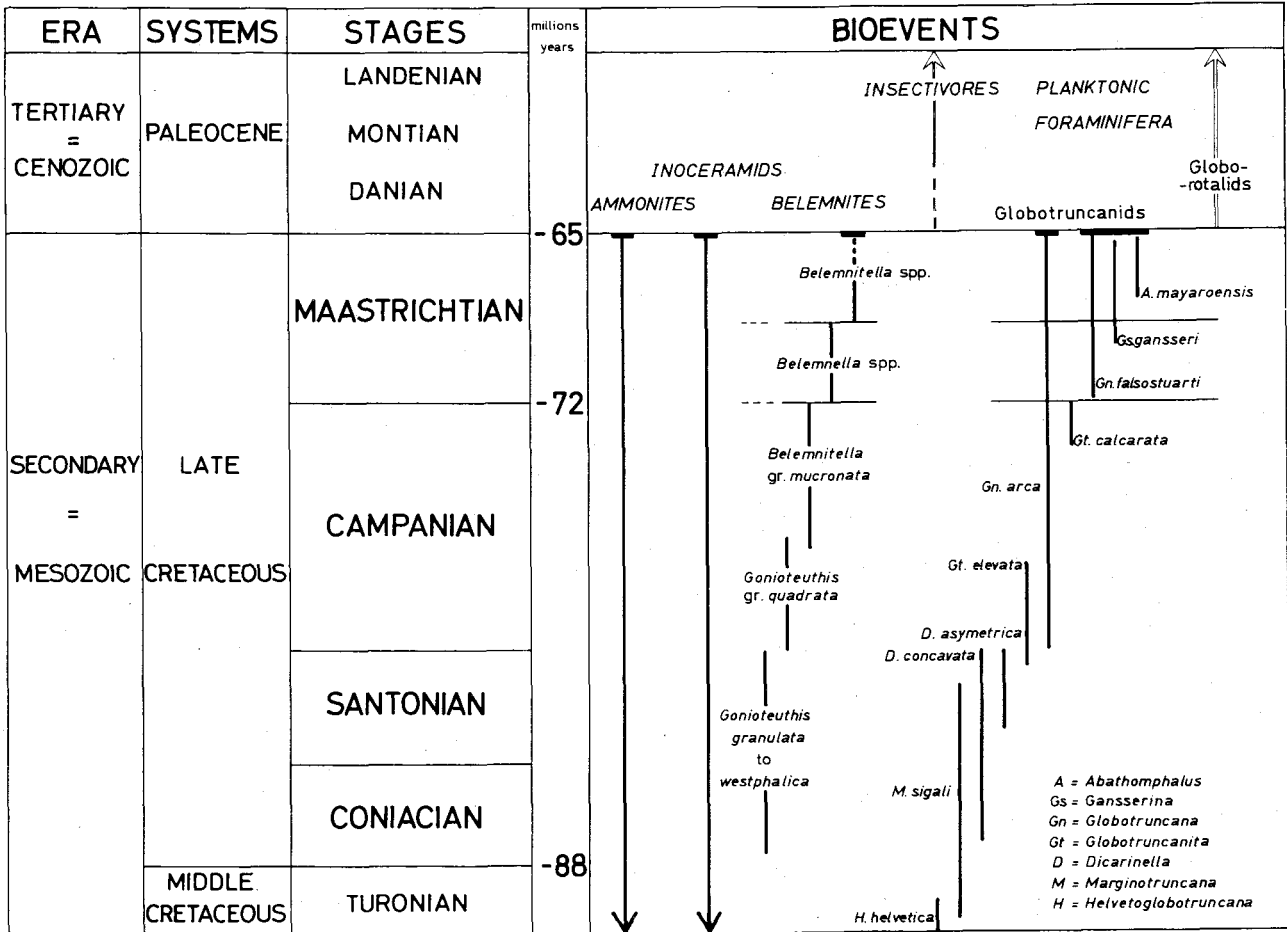 ERA
SYSTEMS
STAGES
millions
years
BIOEVENTS
TERTIARY
=
CENOZOIC
PALEOCENE
LANDENIAN
MONTIAN
DANIAN
INSECTIVORES
PLANKTONIC
FORAMINIFERA
INOCERAMIDS
AMMONITES
BELEMNITES
Globo-
-rotalids
Globotruncanids
-65
SECONDARY
=
MESOZOIC
LATE
CRETACEOUS
MAASTRICHTIAN
Belemnitella spp.
A. mayaroensis
Gs.gansseri
Belemnella spp.
Gn. falsostuarti
-72
CAMPANIAN
Gt. calcarata
Belemnitella
gr. mucronata
Gn. arca
Gonioteuthis
gr. quadrata
Gt. elevata
D. asymetrica
D. concavata
SANTONIAN
Gonioteuthis
granulata
to
westphalica
CONIACIAN
M. sigali
-88
MIDDLE
CRETACEOUS
TURONIAN
H. helvetica
A = Abathomphalus
Gs = Gansserina
Gn = Globotruncana
Gt = Globotruncanita
D = Dicarinella
M = Marginotruncana
H = Helvetoglobotruncana